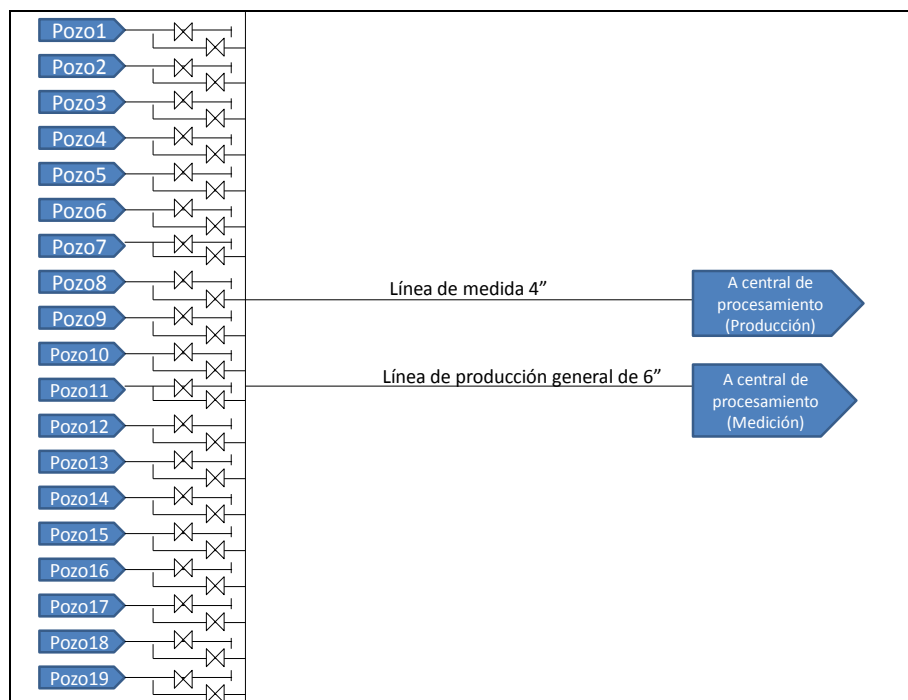 Pozo1
Pozo2
Pozo3
Pozo4
Pozo5
Pozo6
Pozo7
Pozo8
Pozo9
Pozo10
Pozo11
Pozo12
Pozo13
Pozo14
Pozo15
Pozo16
Pozo17
Pozo18
Pozo19
Línea de medida 4”
A central de
procesamiento
(Producción)
Línea de producción general de 6”
A central de
procesamiento
(Medición)